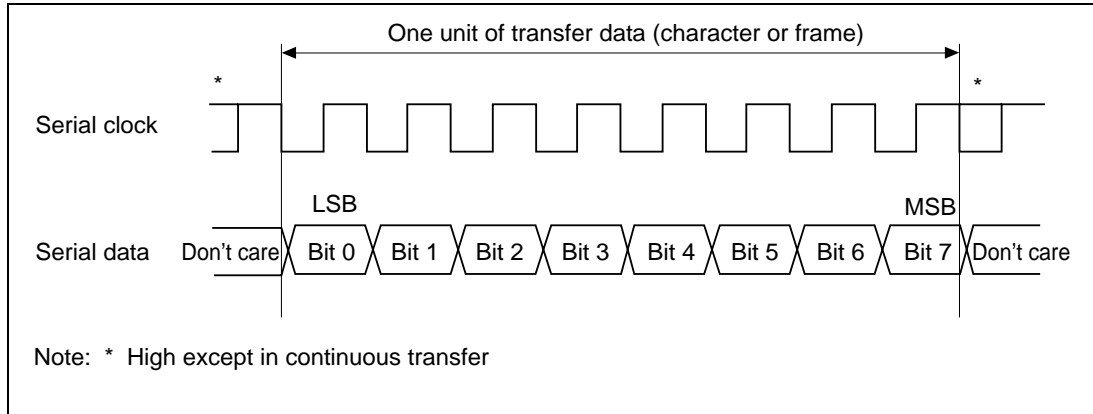 One unit of transfer data (character or frame)
*
*
Serial clock
LSB
MSB
Serial data
Don't care
Bit 0
Bit 1
Bit 2
Bit 3
Bit 4
Bit 5
Bit 6
Bit 7
Don't care
Note: * High except in continuous transfer